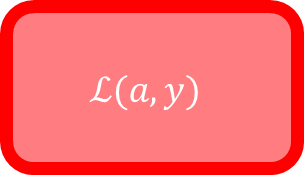 ℒ(𝑎, 𝑦)